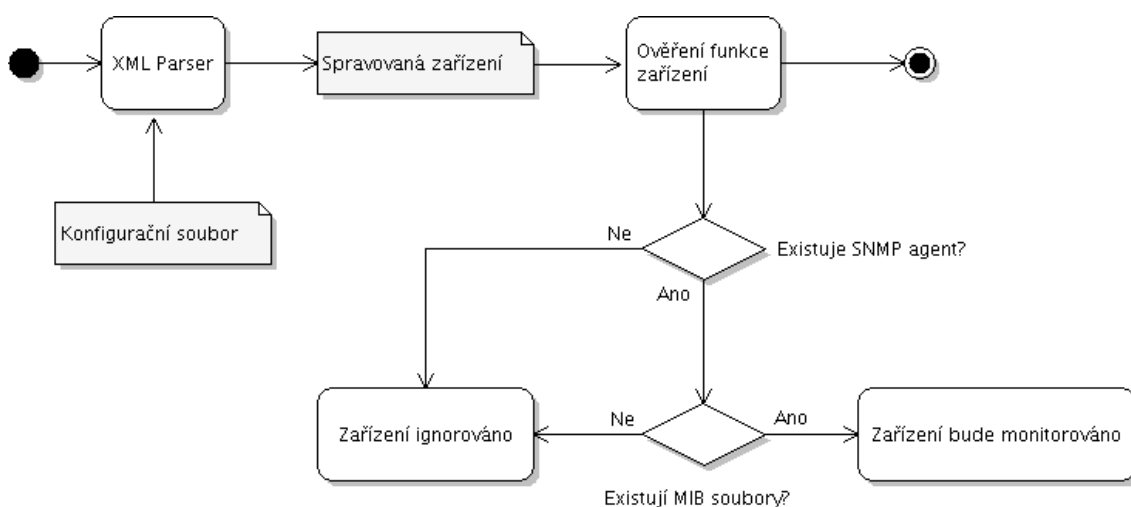 XML Parser
Spravovaná zařízení
Ověření funkce
zařízení
Konfigurační soubor
Ne
Existuje SNMP agent?
Ano
Zařízení ignorováno
Ne
Ano
Zařízení bude monitorováno
Existují MIB soubory?